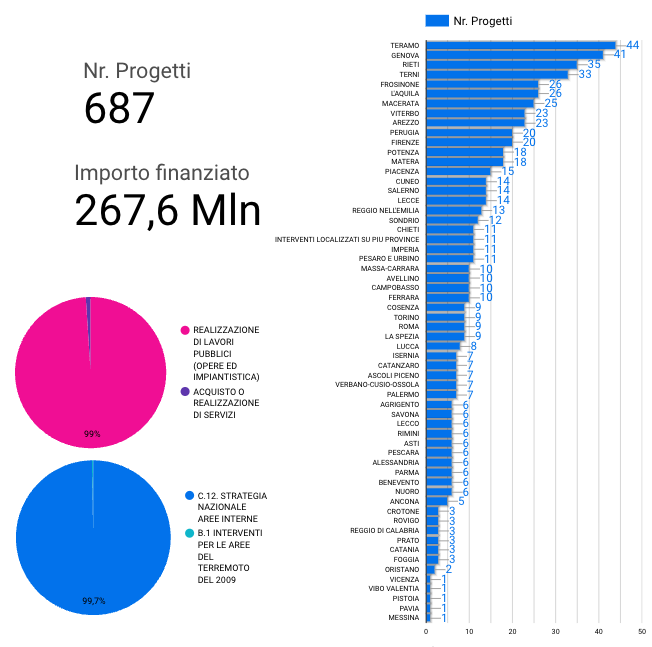 Nr. Progetti
687
Importo finanziato
267,6 Mln
REALIZZAZIONE
DI LAVORI
PUBBLICI
(OPERE ED
IMPIANTISTICA)
ACQUISTO O
REALIZZAZIONE
DI SERVIZI
99%
C.12. STRATEGIA
NAZIONALE
AREE INTERNE
B.1 INTERVENTI
PER LE AREE
DEL
TERREMOTO
DEL 2009
99,7%
Nr. Progetti
TERAMO 44
GENOVA 41
RIETI 35
TERNI 33
FROSINONE 26
L'AQUILA 26
MACERATA 25
VITERBO 23
AREZZO 23
PERUGIA 20
FIRENZE 20
POTENZA 18
MATERA 18
PIACENZA 15
CUNEO 14
SALERNO 14
LECCE 14
REGGIO NELL'EMILIA 13
SONDRIO 12
CHIETI 11
INTERVENTI LOCALIZZATI SU PIU PROVINCE 11
IMPERIA 11
PESARO E URBINO 11
MASSA-CARRARA 10
AVELLINO 10
CAMPOBASSO 10
FERRARA 10
COSENZA 9
TORINO 9
ROMA 9
LA SPEZIA 9
LUCCA 8
ISERNIA 7
CATANZARO 7
ASCOLI PICENO 7
VERBANO-CUSIO-OSSOLA 7
PALERMO 7
AGRIGENTO 6
SAVONA 6
LECCO 6
RIMINI 6
ASTI 6
PESCARA 6
ALESSANDRIA 6
PARMA 6
BENEVENTO 6
NUORO 6
ANCONA 5
CROTONE 3
ROVIGO 3
REGGIO DI CALABRIA 3
PRATO 3
CATANIA 3
FOGGIA 3
ORISTANO 2
VICENZA 1
VIBO VALENTIA 1
PISTOIA 1
PAVIA 1
MESSINA 1
0 10 20 30 40 50